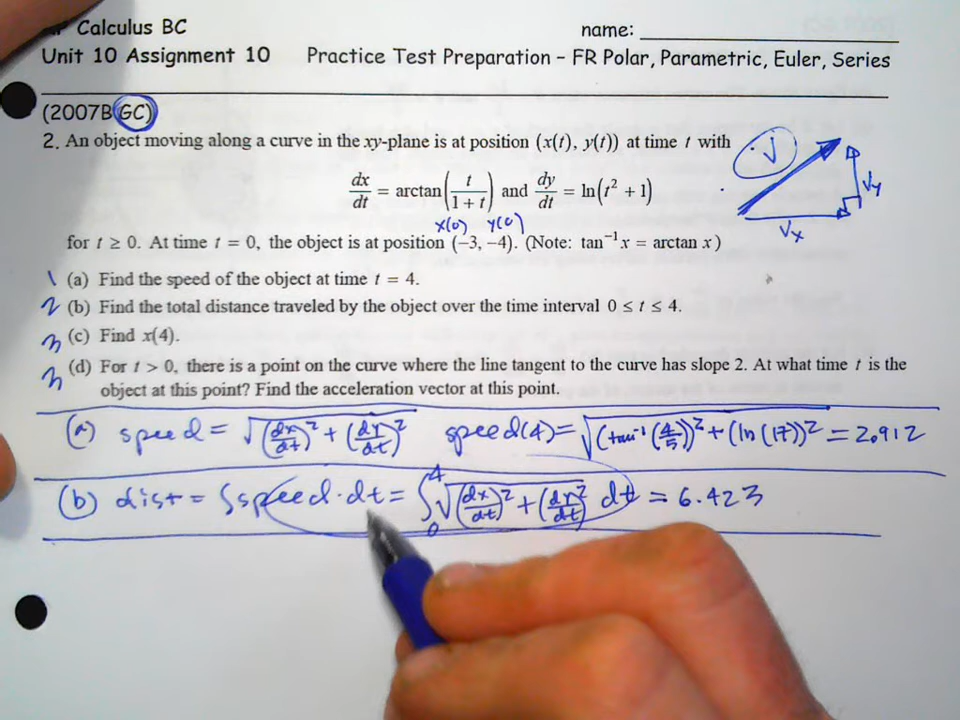 Calculus BC name:
Unit 10 Assignment 10 Practice Test Preparation – FR Polar, Parametric, Euler, Series
(2007B GC)
2. An object moving along a curve in the xy-plane is at position (x(t), y(t)) at time t with
dx/dt = arctan(t/(1+t)) and dy/dt = ln(t² + 1)
x(0) y(0)
for t ≥ 0. At time t = 0, the object is at position (−3, −4). (Note: tan⁻¹ x = arctan x)
Vy
Vx
1 (a) Find the speed of the object at time t = 4.
2 (b) Find the total distance traveled by the object over the time interval 0 ≤ t ≤ 4.
3 (c) Find x(4).
3 (d) For t > 0, there is a point on the curve where the line tangent to the curve has slope 2. At what time t is the
object at this point? Find the acceleration vector at this point.
(a) speed = √((dx/dt)² + (dy/dt)²) speed(4) = √((tan⁻¹(4/5))² + (ln(17))²) = 2.912
(b) dist = ∫speed·dt = ∫₀⁴ √((dx/dt)² + (dy/dt)²) dt = 6.423